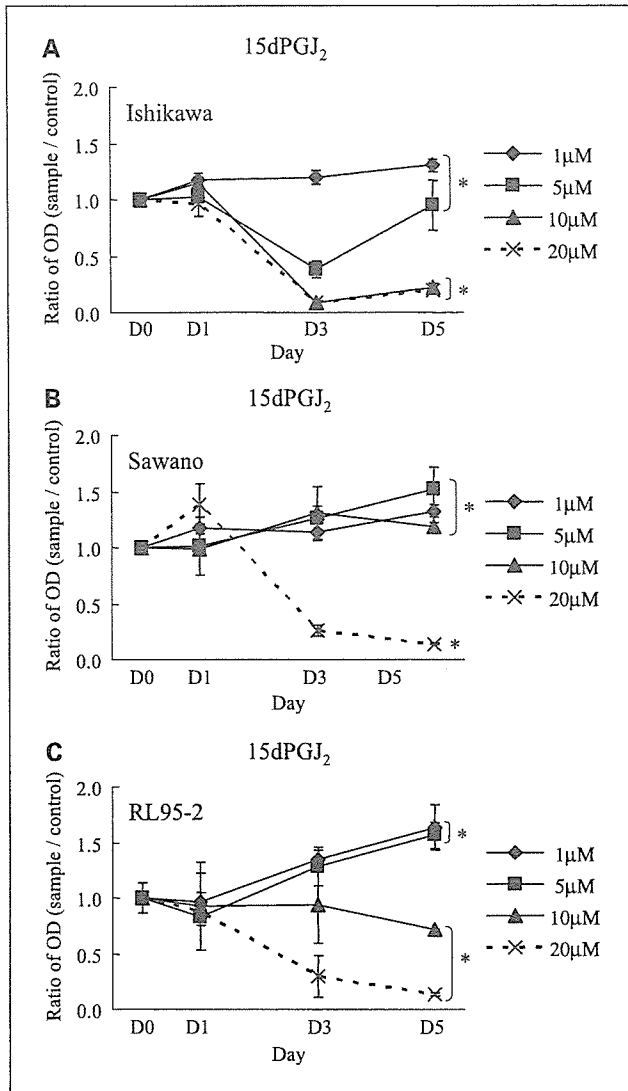 A
15dPGJ₂
Ratio of OD (sample / control)
2.0
1.5
1.0
0.5
0.0
Ishikawa
*
*
1μM
5μM
10μM
20μM
D0 D1 D3 D5
Day
B
15dPGJ₂
Ratio of OD (sample / control)
2.0
1.5
1.0
0.5
0.0
Sawano
*
*
1μM
5μM
10μM
20μM
D0 D1 D3 D5
Day
C
15dPGJ₂
Ratio of OD (sample / control)
2.0
1.5
1.0
0.5
0.0
RL95-2
*
*
1μM
5μM
10μM
20μM
D0 D1 D3 D5
Day